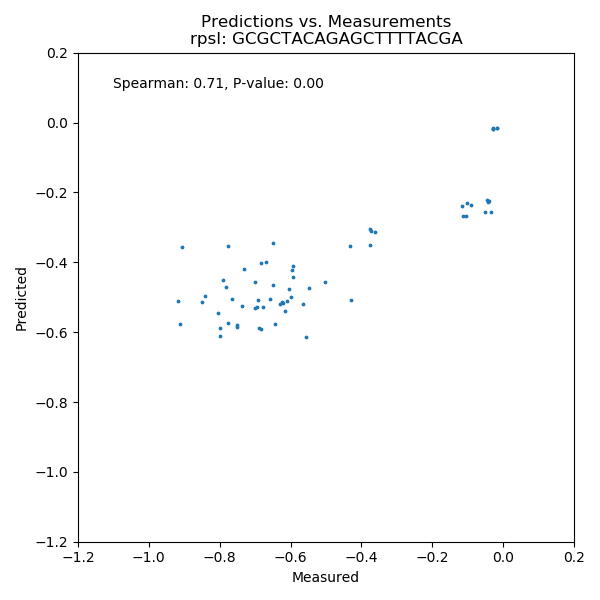 Predictions vs. Measurements
rpsI: GCGCTACAGAGCTTTTACGA
Spearman: 0.71, P-value: 0.00
0.2
0.0
−0.2
−0.4
−0.6
−0.8
−1.0
−1.2
Predicted
−1.2 −1.0 −0.8 −0.6 −0.4 −0.2 0.0 0.2
Measured